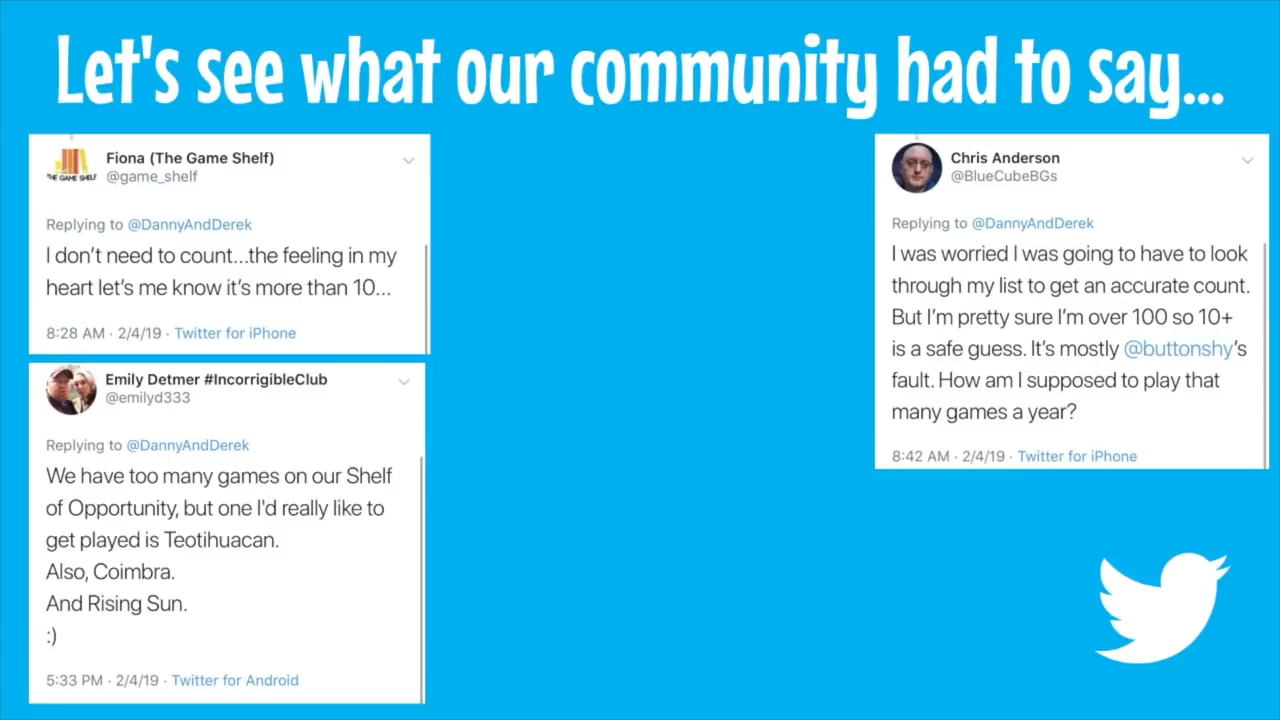 Let's see what our community had to say...
THE GAME SHELF
Fiona (The Game Shelf)
@game_shelf
Replying to @DannyAndDerek
I don’t need to count...the feeling in my
heart let’s me know it’s more than 10...
8:28 AM · 2/4/19 · Twitter for iPhone
Emily Detmer #IncorrigibleClub
@emilyd333
Replying to @DannyAndDerek
We have too many games on our Shelf
of Opportunity, but one I'd really like to
get played is Teotihuacan.
Also, Coimbra.
And Rising Sun.
:)
5:33 PM · 2/4/19 · Twitter for Android
Chris Anderson
@BlueCubeBGs
Replying to @DannyAndDerek
I was worried I was going to have to look
through my list to get an accurate count.
But I’m pretty sure I’m over 100 so 10+
is a safe guess. It’s mostly @buttonshy’s
fault. How am I supposed to play that
many games a year?
8:42 AM · 2/4/19 · Twitter for iPhone